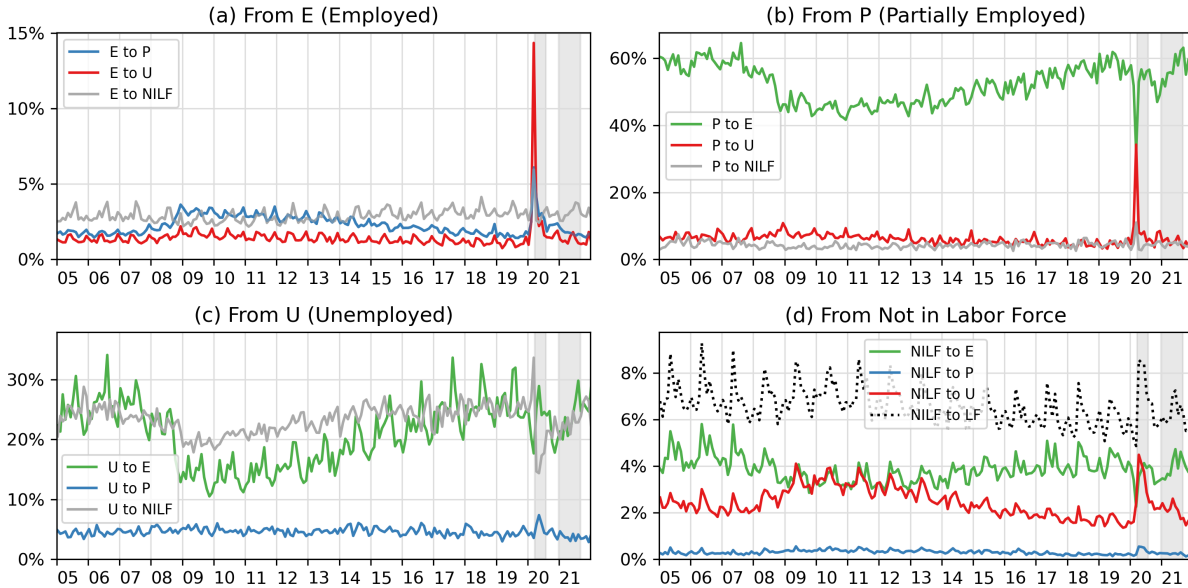 (a) From E (Employed)
15%
10%
5%
0%
E to P
E to U
E to NILF
05 06 07 08 09 10 11 12 13 14 15 16 17 18 19 20 21
(b) From P (Partially Employed)
60%
40%
20%
0%
P to E
P to U
P to NILF
05 06 07 08 09 10 11 12 13 14 15 16 17 18 19 20 21
(c) From U (Unemployed)
30%
20%
10%
0%
U to E
U to P
U to NILF
05 06 07 08 09 10 11 12 13 14 15 16 17 18 19 20 21
(d) From Not in Labor Force
8%
6%
4%
2%
0%
NILF to E
NILF to P
NILF to U
NILF to LF
05 06 07 08 09 10 11 12 13 14 15 16 17 18 19 20 21